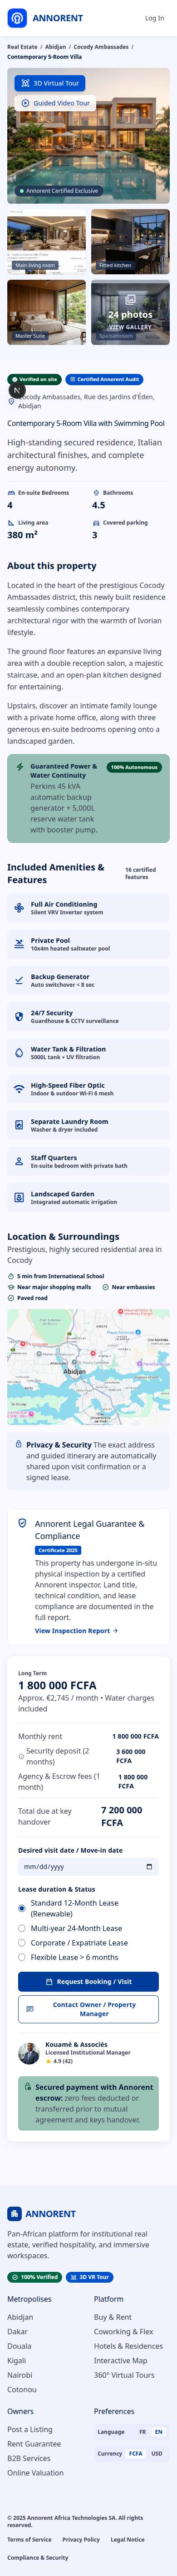 ANNORENT
Log In
Real Estate / Abidjan / Cocody Ambassades /
Contemporary 5-Room Villa
3D Virtual Tour
Guided Video Tour
Annorent Certified Exclusive
Main living room
Fitted kitchen
Master Suite
24 photos
VIEW GALLERY
Spa bathroom
Verified on site
Certified Annorent Audit
Cocody Ambassades, Rue des Jardins d'Éden,
Abidjan
Contemporary 5-Room Villa with Swimming Pool
High-standing secured residence, Italian
architectural finishes, and complete
energy autonomy.
En-suite Bedrooms
4
Bathrooms
4.5
Living area
380 m²
Covered parking
3
About this property
Located in the heart of the prestigious Cocody
Ambassades district, this newly built residence
seamlessly combines contemporary
architectural rigor with the warmth of Ivorian
lifestyle.
The ground floor features an expansive living
area with a double reception salon, a majestic
staircase, and an open-plan kitchen designed
for entertaining.
Upstairs, discover an intimate family lounge
with a private home office, along with three
generous en-suite bedrooms opening onto a
landscaped garden.
Guaranteed Power &
Water Continuity
100% Autonomous
Perkins 45 kVA
automatic backup
generator + 5,000L
reserve water tank
with booster pump.
Included Amenities &
Features
16 certified
features
Full Air Conditioning
Silent VRV Inverter system
Private Pool
10x4m heated saltwater pool
Backup Generator
Auto switchover < 8 sec
24/7 Security
Guardhouse & CCTV surveillance
Water Tank & Filtration
5000L tank + UV filtration
High-Speed Fiber Optic
Indoor & outdoor Wi-Fi 6 mesh
Separate Laundry Room
Washer & dryer included
Staff Quarters
En-suite bedroom with private bath
Landscaped Garden
Integrated automatic irrigation
Location & Surroundings
Prestigious, highly secured residential area in
Cocody
5 min from International School
Near major shopping malls
Near embassies
Paved road
Abidjan
Privacy & Security The exact address
and guided itinerary are automatically
shared upon visit confirmation or a
signed lease.
Annorent Legal Guarantee &
Compliance
Certificate 2025
This property has undergone in-situ
physical inspection by a certified
Annorent inspector. Land title,
technical condition, and legal
compliance are documented in the
full report.
View Inspection Report →
Long Term
1 800 000 FCFA
Approx. €2,745 / month • Water charges
included
Monthly rent
1 800 000 FCFA
Security deposit (2
months)
3 600 000
FCFA
Agency & Escrow fees (1
month)
1 800 000
FCFA
Total due at key
handover
7 200 000
FCFA
Desired visit date / Move-in date
mm/dd/yyyy
Lease duration & Status
Standard 12-Month Lease
(Renewable)
Multi-year 24-Month Lease
Corporate / Expatriate Lease
Flexible Lease > 6 months
Request Booking / Visit
Contact Owner / Property
Manager
Kouamé & Associés
Licensed Institutional Manager
4.9 (42)
Secured payment with Annorent
escrow: zero fees deducted or
transferred prior to mutual
agreement and keys handover.
ANNORENT
Pan-African platform for institutional real
estate, verified hospitality, and immersive
workspaces.
100% Verified
3D VR Tour
Metropolises
Abidjan
Dakar
Douala
Kigali
Nairobi
Cotonou
Platform
Buy & Rent
Coworking & Flex
Hotels & Residences
Interactive Map
360° Virtual Tours
Owners
Post a Listing
Rent Guarantee
B2B Services
Online Valuation
Preferences
Language FR EN
Currency FCFA USD
© 2025 Annorent Africa Technologies SA. All rights
reserved.
Terms of Service
Privacy Policy
Legal Notice
Compliance & Security